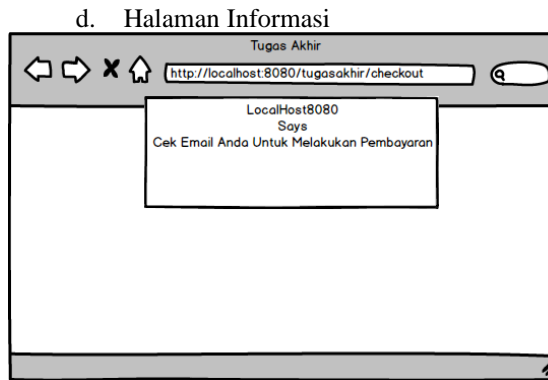 d. Halaman Informasi
Tugas Akhir
http://localhost:8080/tugasakhir/checkout
LocalHost8080
Says
Cek Email Anda Untuk Melakukan Pembayaran